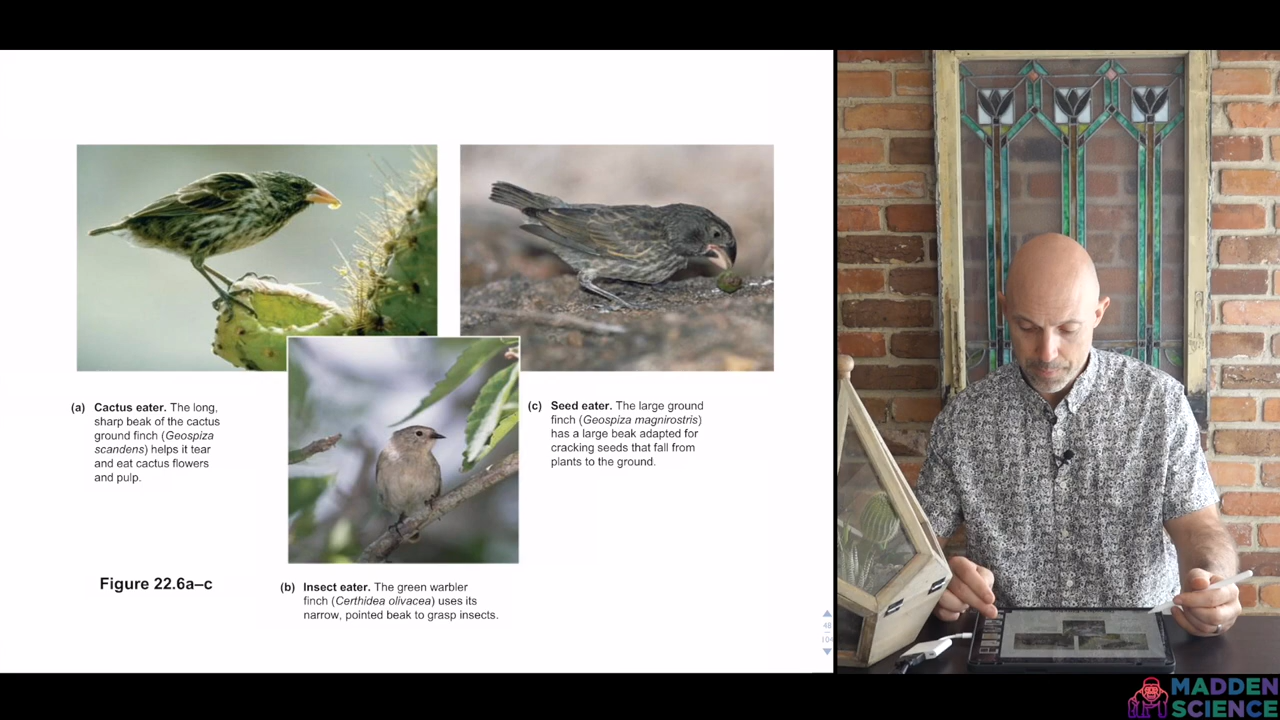 (a) Cactus eater. The long,
sharp beak of the cactus
ground finch (Geospiza
scandens) helps it tear
and eat cactus flowers
and pulp.
(c) Seed eater. The large ground
finch (Geospiza magnirostris)
has a large beak adapted for
cracking seeds that fall from
plants to the ground.
Figure 22.6a–c
(b) Insect eater. The green warbler
finch (Certhidea olivacea) uses its
narrow, pointed beak to grasp insects.
48
104
MADDEN
SCIENCE